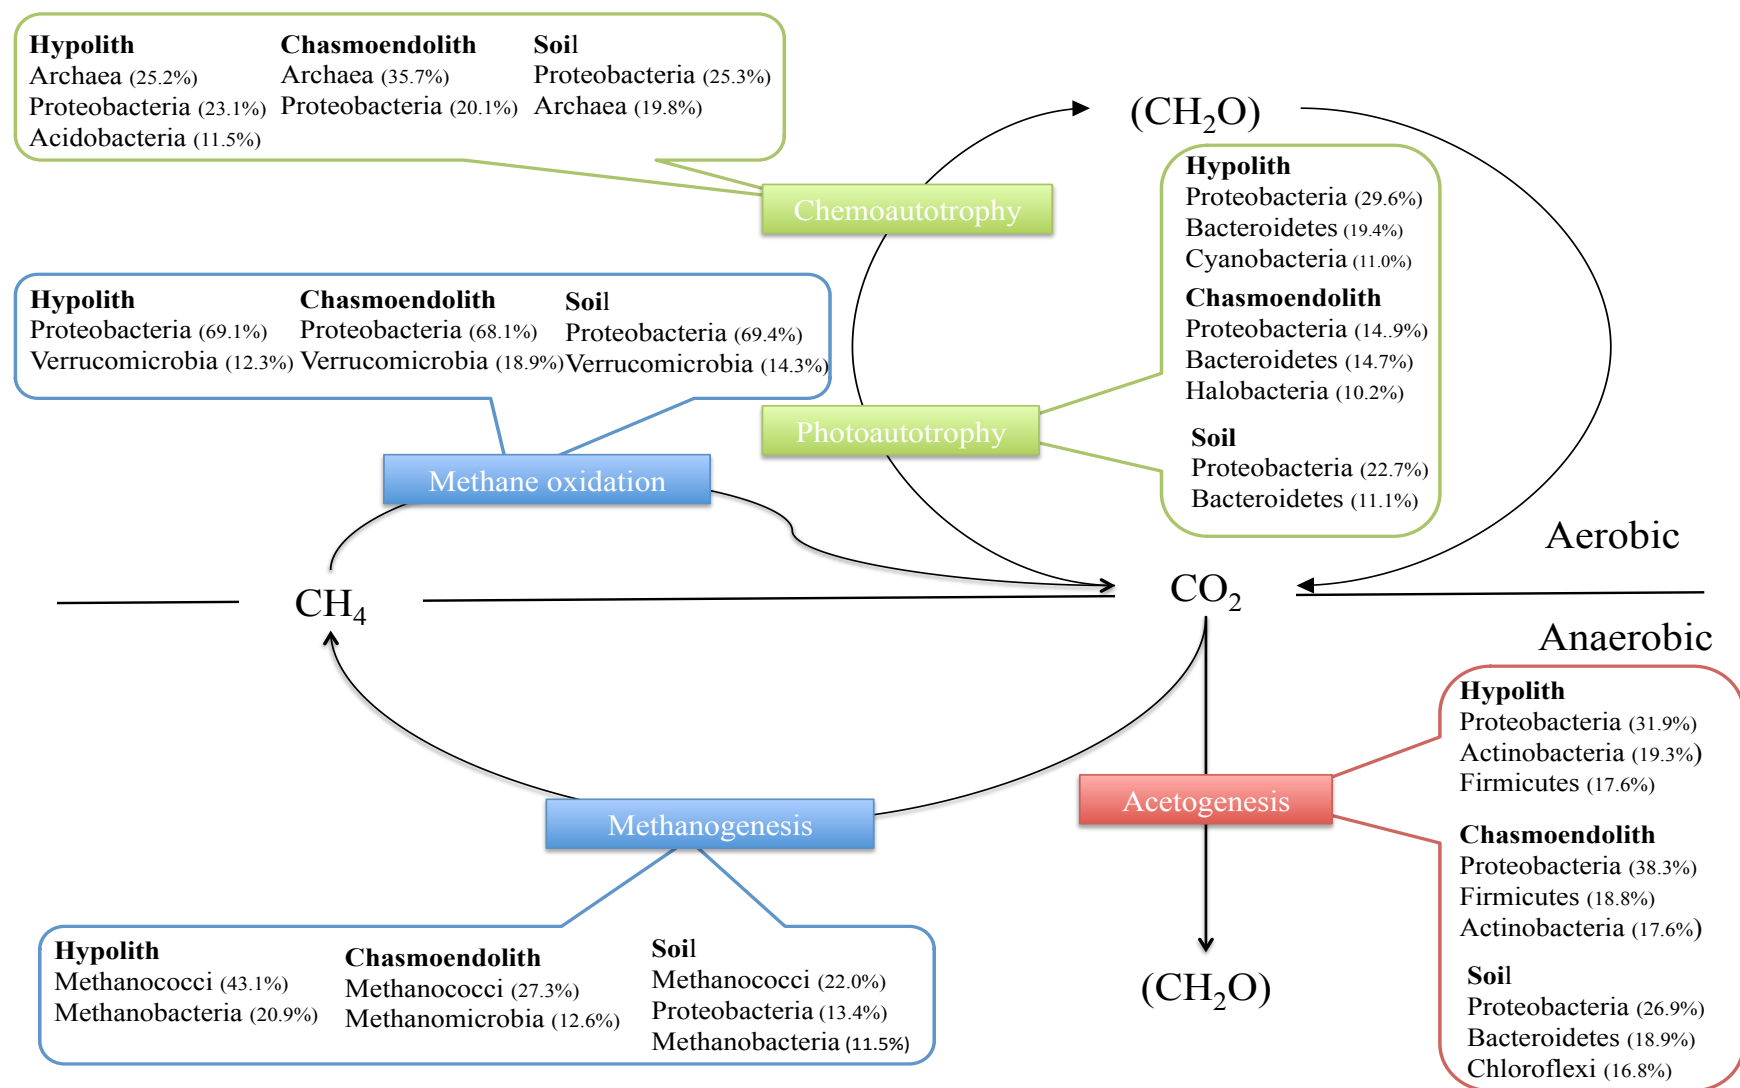 Hypolith
Archaea (25.2%)
Proteobacteria (23.1%)
Acidobacteria (11.5%)
Chasmoendolith
Archaea (35.7%)
Proteobacteria (20.1%)
Soil
Proteobacteria (25.3%)
Archaea (19.8%)
(CH₂O)
Chemoautotrophy
Hypolith
Proteobacteria (29.6%)
Bacteroidetes (19.4%)
Cyanobacteria (11.0%)
Chasmoendolith
Proteobacteria (14..9%)
Bacteroidetes (14.7%)
Halobacteria (10.2%)
Soil
Proteobacteria (22.7%)
Bacteroidetes (11.1%)
Hypolith
Proteobacteria (69.1%)
Verrucomicrobia (12.3%)
Chasmoendolith
Proteobacteria (68.1%)
Verrucomicrobia (18.9%)
Soil
Proteobacteria (69.4%)
Verrucomicrobia (14.3%)
Photoautotrophy
Methane oxidation
Aerobic
CH₄
CO₂
Anaerobic
Hypolith
Proteobacteria (31.9%)
Actinobacteria (19.3%)
Firmicutes (17.6%)
Chasmoendolith
Proteobacteria (38.3%)
Firmicutes (18.8%)
Actinobacteria (17.6%)
Soil
Proteobacteria (26.9%)
Bacteroidetes (18.9%)
Chloroflexi (16.8%)
Acetogenesis
Methanogenesis
Hypolith
Methanococci (43.1%)
Methanobacteria (20.9%)
Chasmoendolith
Methanococci (27.3%)
Methanomicrobia (12.6%)
Soil
Methanococci (22.0%)
Proteobacteria (13.4%)
Methanobacteria (11.5%)
(CH₂O)